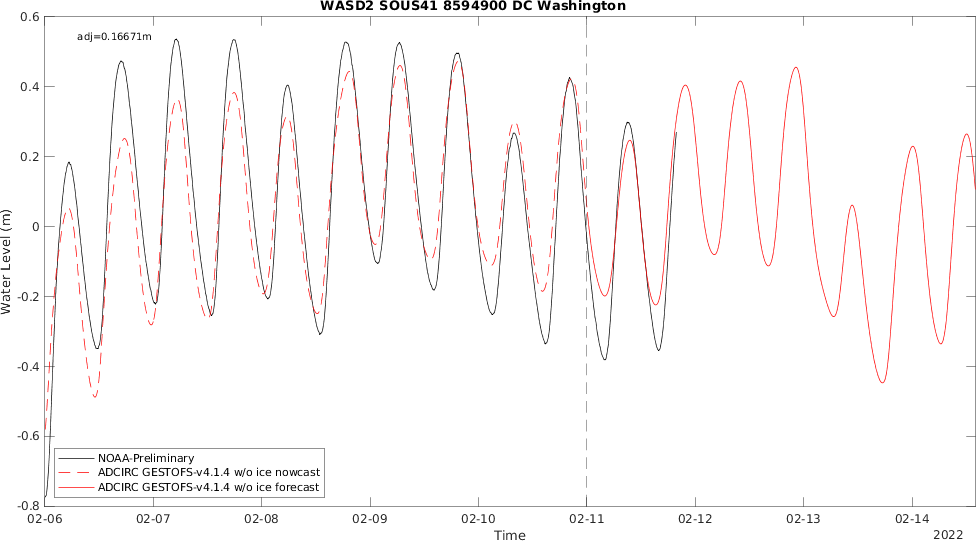 WASD2 SOUS41 8594900 DC Washington
adj=0.16671m
0.6
0.4
0.2
0
-0.2
-0.4
-0.6
-0.8
Water Level (m)
NOAA-Preliminary
ADCIRC GESTOFS-v4.1.4 w/o ice nowcast
ADCIRC GESTOFS-v4.1.4 w/o ice forecast
02-06 02-07 02-08 02-09 02-10 02-11 02-12 02-13 02-14
Time
2022